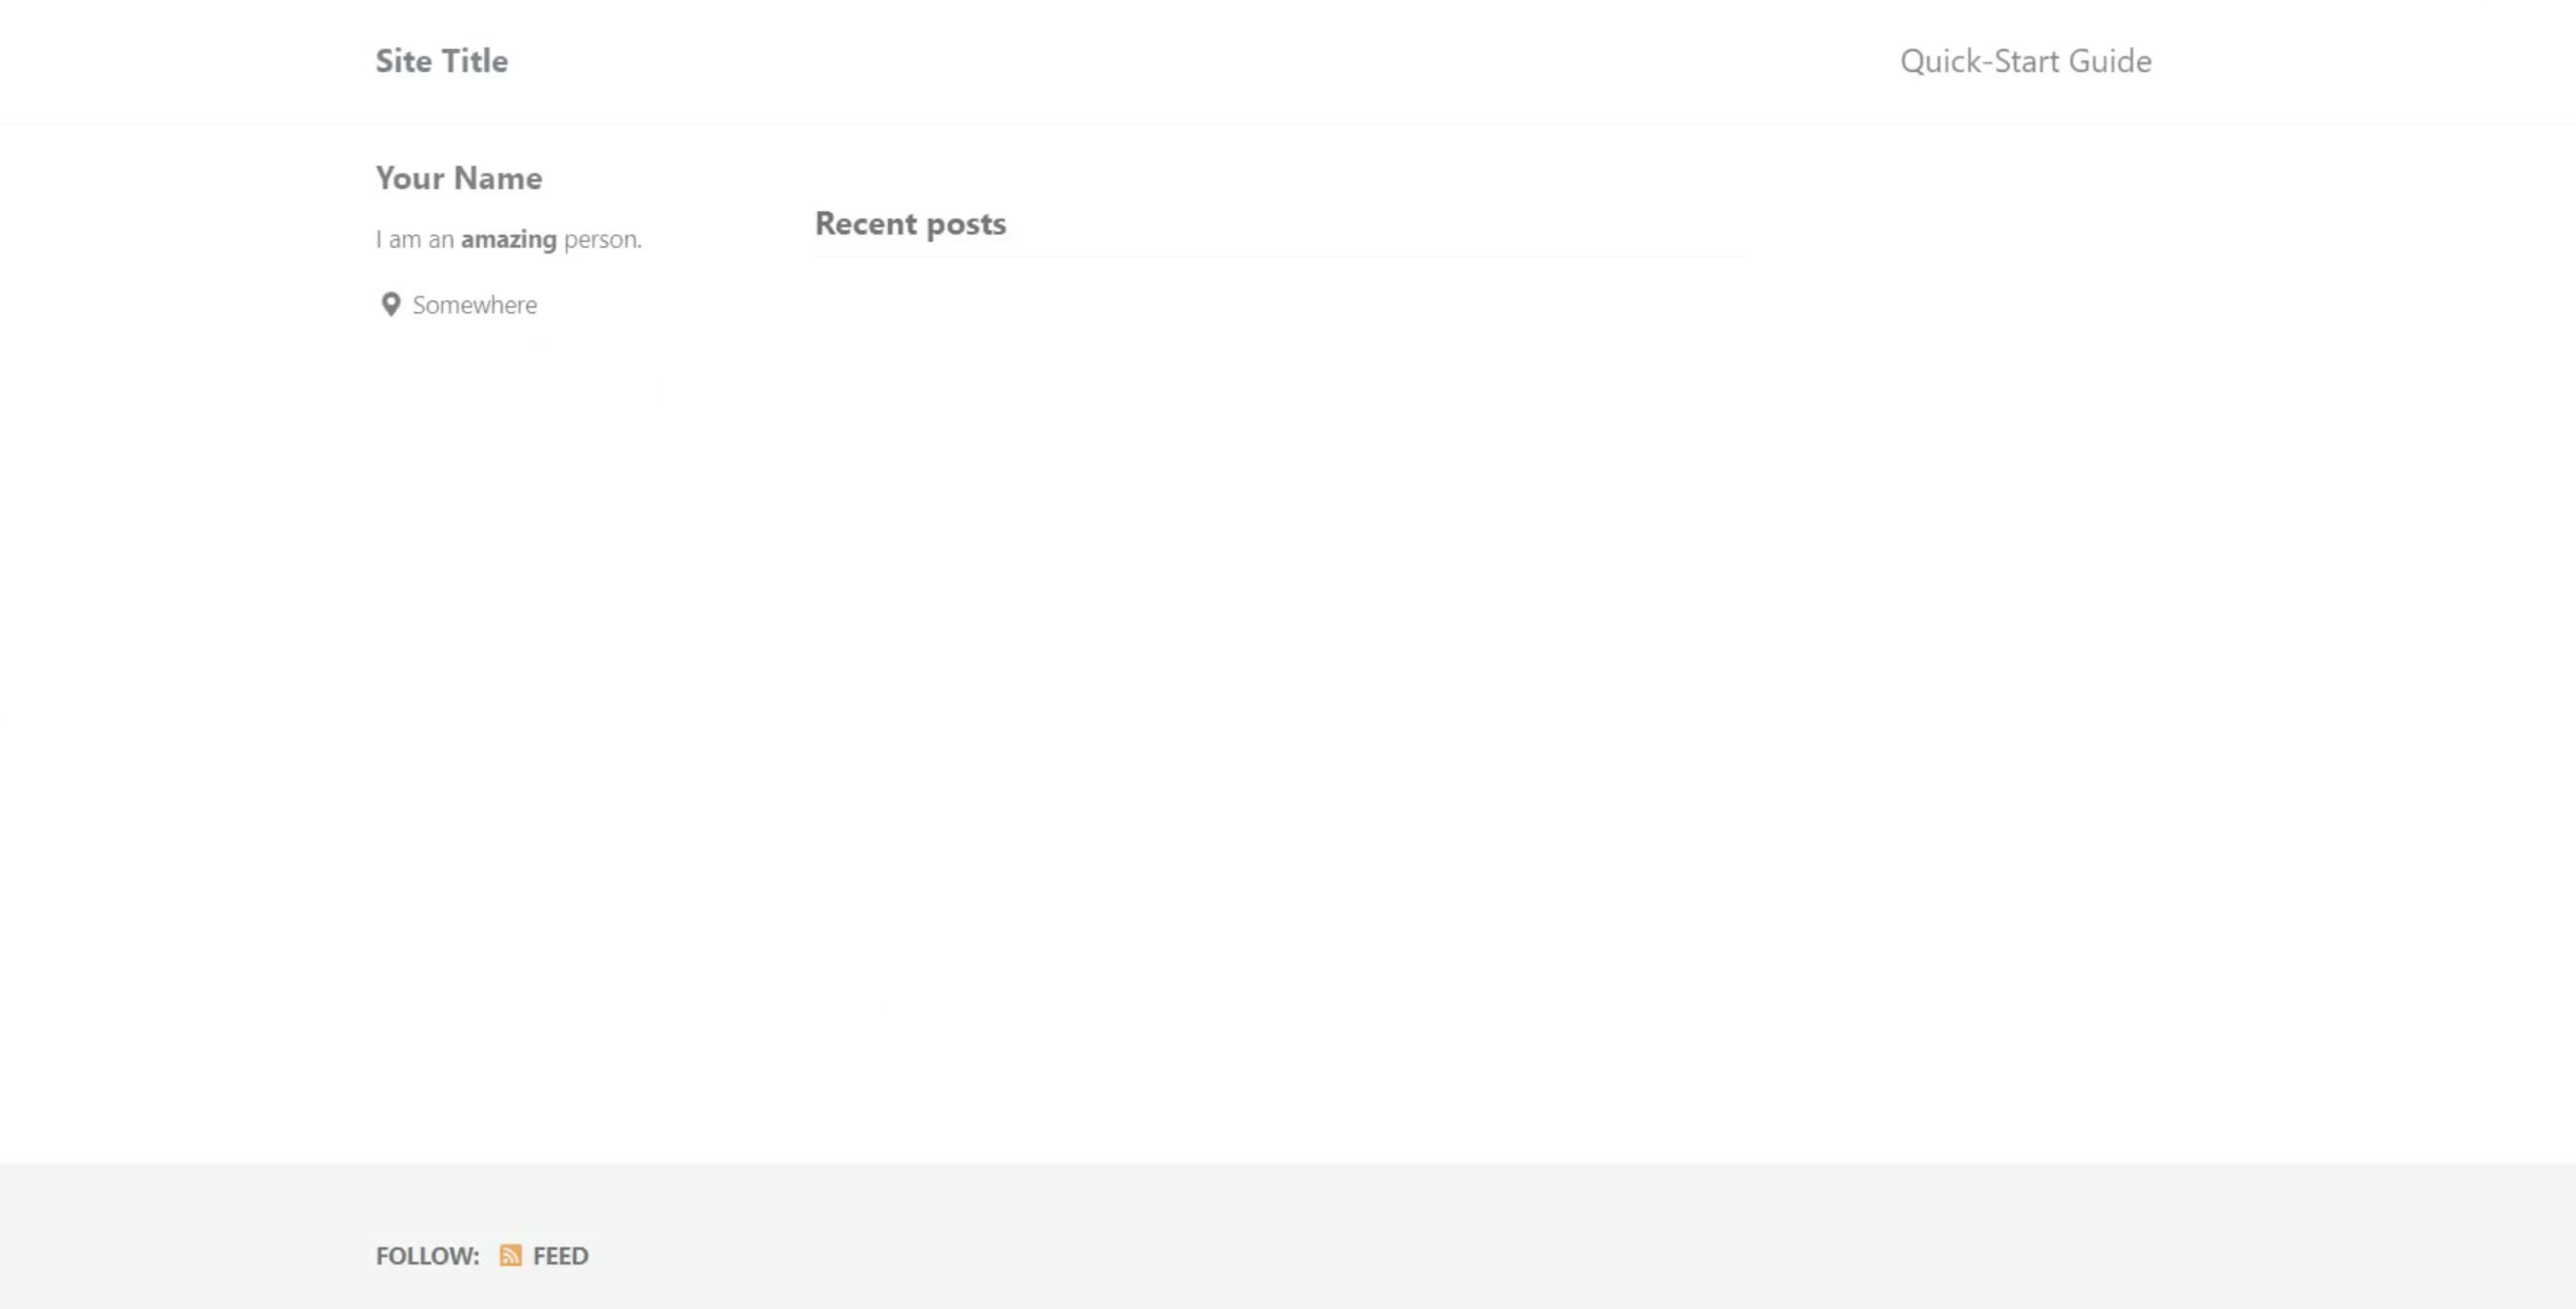 Site Title
Quick-Start Guide
Your Name
I am an amazing person.
Somewhere
Recent posts
FOLLOW: FEED